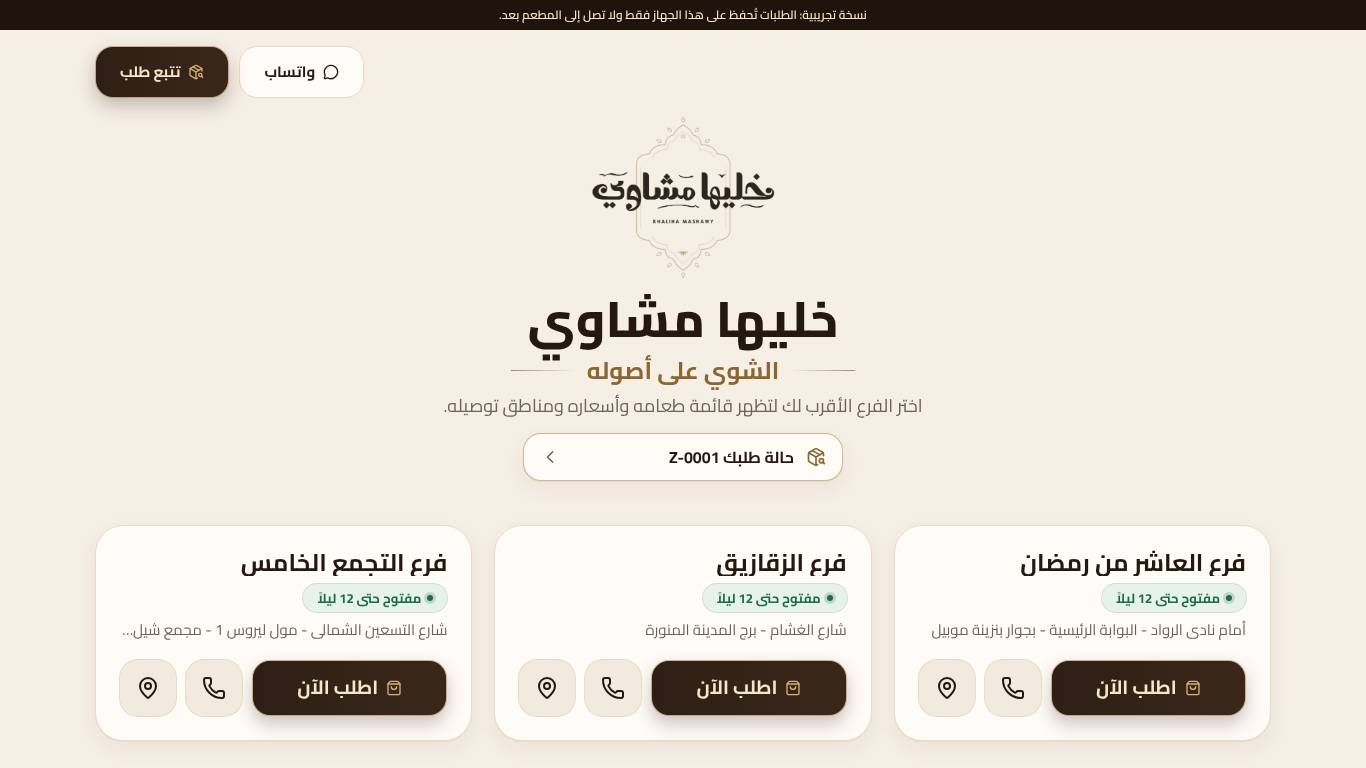 نسخة تجريبية: الطلبات تُحفظ على هذا الجهاز فقط ولا تصل إلى المطعم بعد.
واتساب
تتبع طلب
خليها مشاوي
KHALIHA MASHAWY
خليها مشاوي
الشوي على أصوله
اختر الفرع الأقرب لك لتظهر قائمة طعامه وأسعاره ومناطق توصيله.
حالة طلبك Z-0001
فرع العاشر من رمضان
مفتوح حتى 12 ليلاً
أمام نادى الرواد - البوابة الرئيسية - بجوار بنزينة موبيل
اطلب الآن
فرع الزقازيق
مفتوح حتى 12 ليلاً
شارع الغشام - برج المدينة المنورة
اطلب الآن
فرع التجمع الخامس
مفتوح حتى 12 ليلاً
شارع التسعين الشمالى - مول ليروس 1 - مجمع شيل...
اطلب الآن